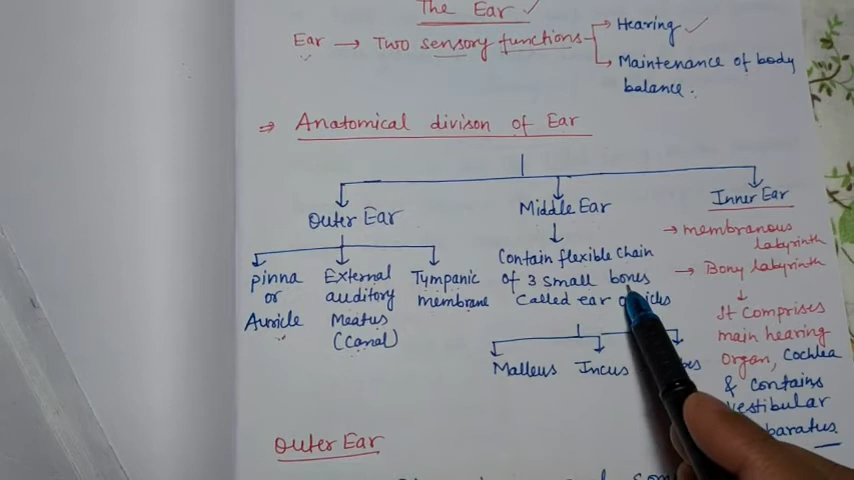 The Ear ✓
Ear → Two sensory functions
Hearing ✓
Maintenance of body
balance.
⇒ Anatomical divison of Ear
Outer Ear
Pinna
or
Auricle
External
auditory
Meatus
(Canal)
Tympanic
membrane
Middle Ear
Contain flexible chain
of 3 small bones
Called ear
Malleus
Incus
Inner Ear
→ membranous
labyrinth
→ Bony labyrinth
It comprises
main hearing
organ, Cochlea
& contains
vestibular
Outer Ear